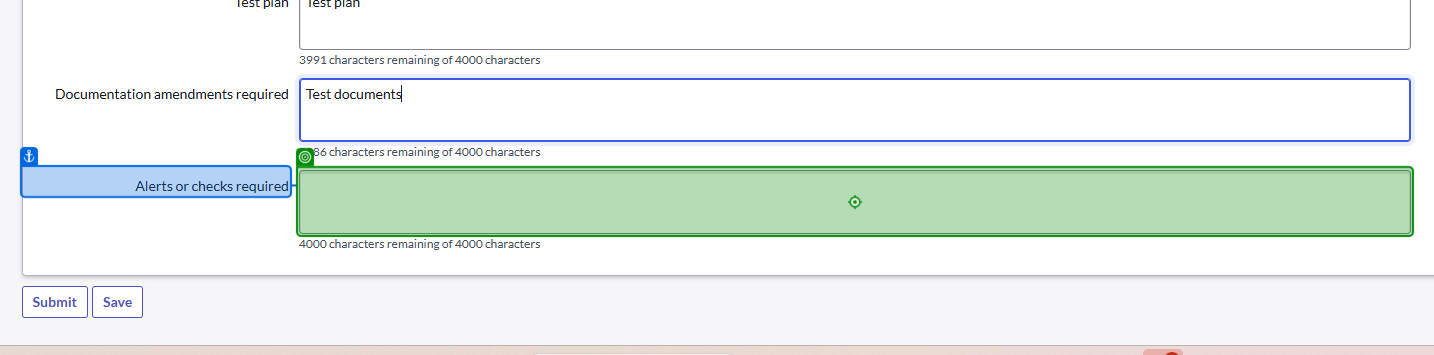 Test plan Test plan
3991 characters remaining of 4000 characters
Documentation amendments required Test documents
86 characters remaining of 4000 characters
Alerts or checks required
4000 characters remaining of 4000 characters
Submit Save